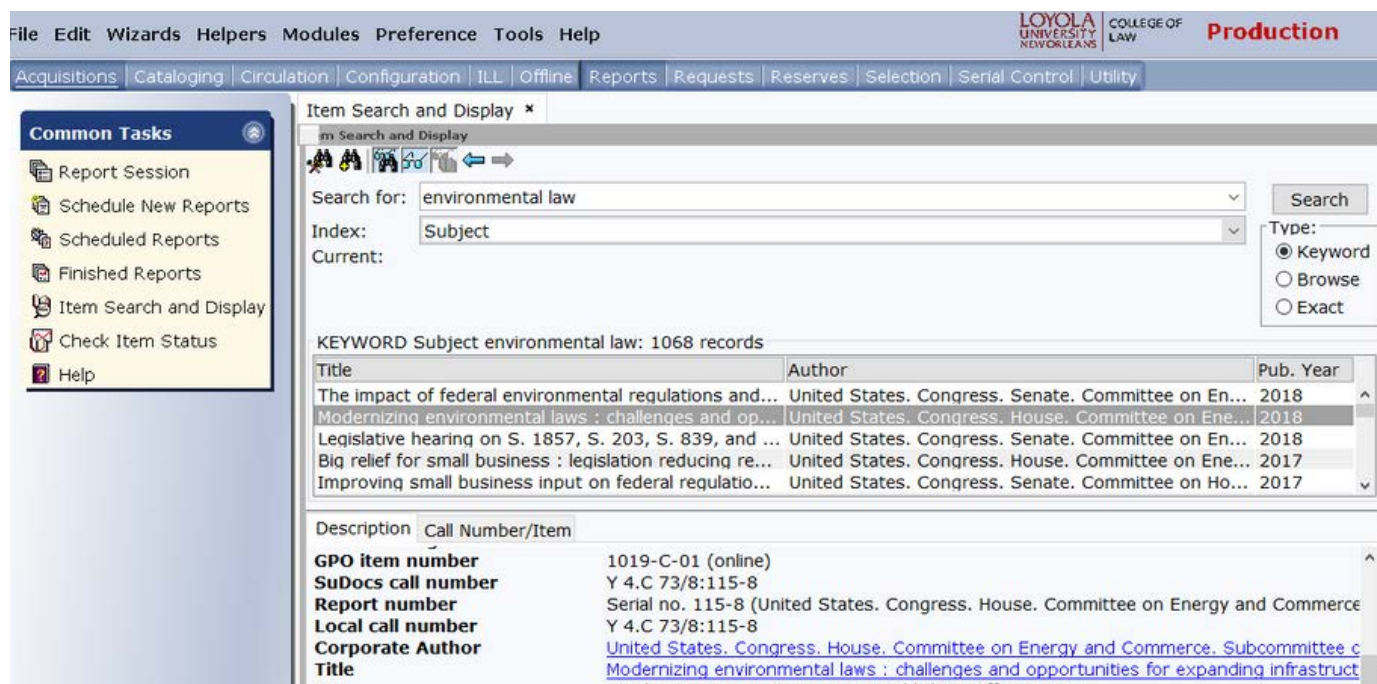 File Edit Wizards Helpers Modules Preference Tools Help
LOYOLA UNIVERSITY NEW ORLEANS COLLEGE OF LAW
Production
Acquisitions Cataloging Circulation Configuration ILL Offline Reports Requests Reserves Selection Serial Control Utility
Common Tasks
Report Session
Schedule New Reports
Scheduled Reports
Finished Reports
Item Search and Display
Check Item Status
Help
Item Search and Display ×
m Search and Display
Search for: environmental law
Search
Index: Subject
Current:
Type:
Keyword
Browse
Exact
KEYWORD Subject environmental law: 1068 records
Title Author Pub. Year
The impact of federal environmental regulations and... United States. Congress. Senate. Committee on En... 2018
Modernizing environmental laws : challenges and op... United States. Congress. House. Committee on Ene... 2018
Legislative hearing on S. 1857, S. 203, S. 839, and ... United States. Congress. Senate. Committee on En... 2018
Big relief for small business : legislation reducing re... United States. Congress. House. Committee on Ene... 2017
Improving small business input on federal regulatio... United States. Congress. Senate. Committee on Ho... 2017
Description Call Number/Item
GPO item number 1019-C-01 (online)
SuDocs call number Y 4.C 73/8:115-8
Report number Serial no. 115-8 (United States. Congress. House. Committee on Energy and Commerce
Local call number Y 4.C 73/8:115-8
Corporate Author United States. Congress. House. Committee on Energy and Commerce. Subcommittee c
Title Modernizing environmental laws : challenges and opportunities for expanding infrastruct